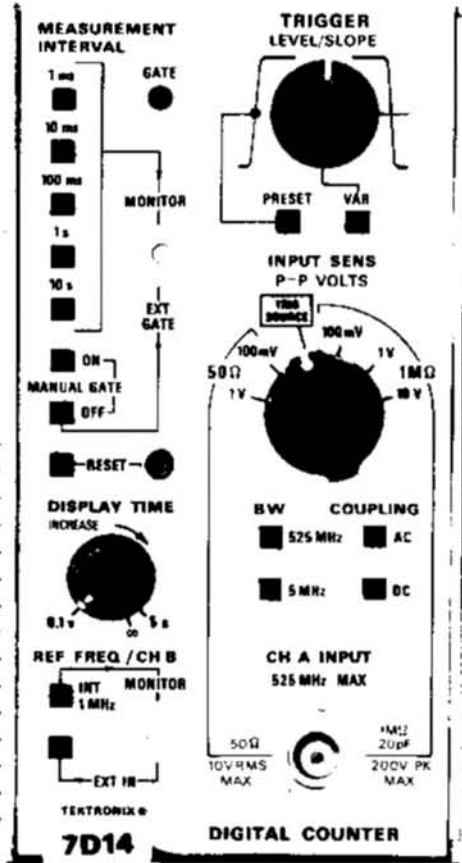 MEASUREMENT
INTERVAL
1 ms
10 ms
100 ms
1 s
10 s
GATE
MONITOR
EXT
GATE
ON
MANUAL GATE
OFF
RESET
DISPLAY TIME
INCREASE
0.1 s
∞
5 s
REF FREQ / CH B
INT
1 MHz
MONITOR
EXT IN
TEKTRONIX®
7D14
TRIGGER
LEVEL/SLOPE
PRESET
VAR
INPUT SENS
P-P VOLTS
TRIG
SOURCE
100mV
100mV
50Ω
1 V
1 V
1MΩ
10 V
BW
COUPLING
525 MHz
AC
5 MHz
DC
CH A INPUT
525 MHz MAX
50Ω
10V RMS
MAX
1MΩ
20pF
200V PK
MAX
DIGITAL COUNTER